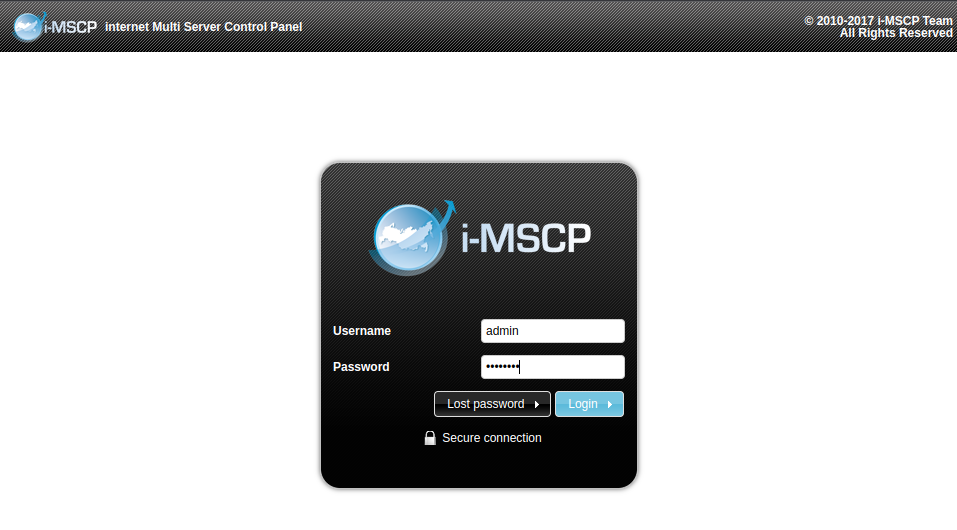 i-MSCP internet Multi Server Control Panel
© 2010-2017 i-MSCP Team
All Rights Reserved
i-MSCP
Username admin
Password ••••••••
Lost password Login
Secure connection